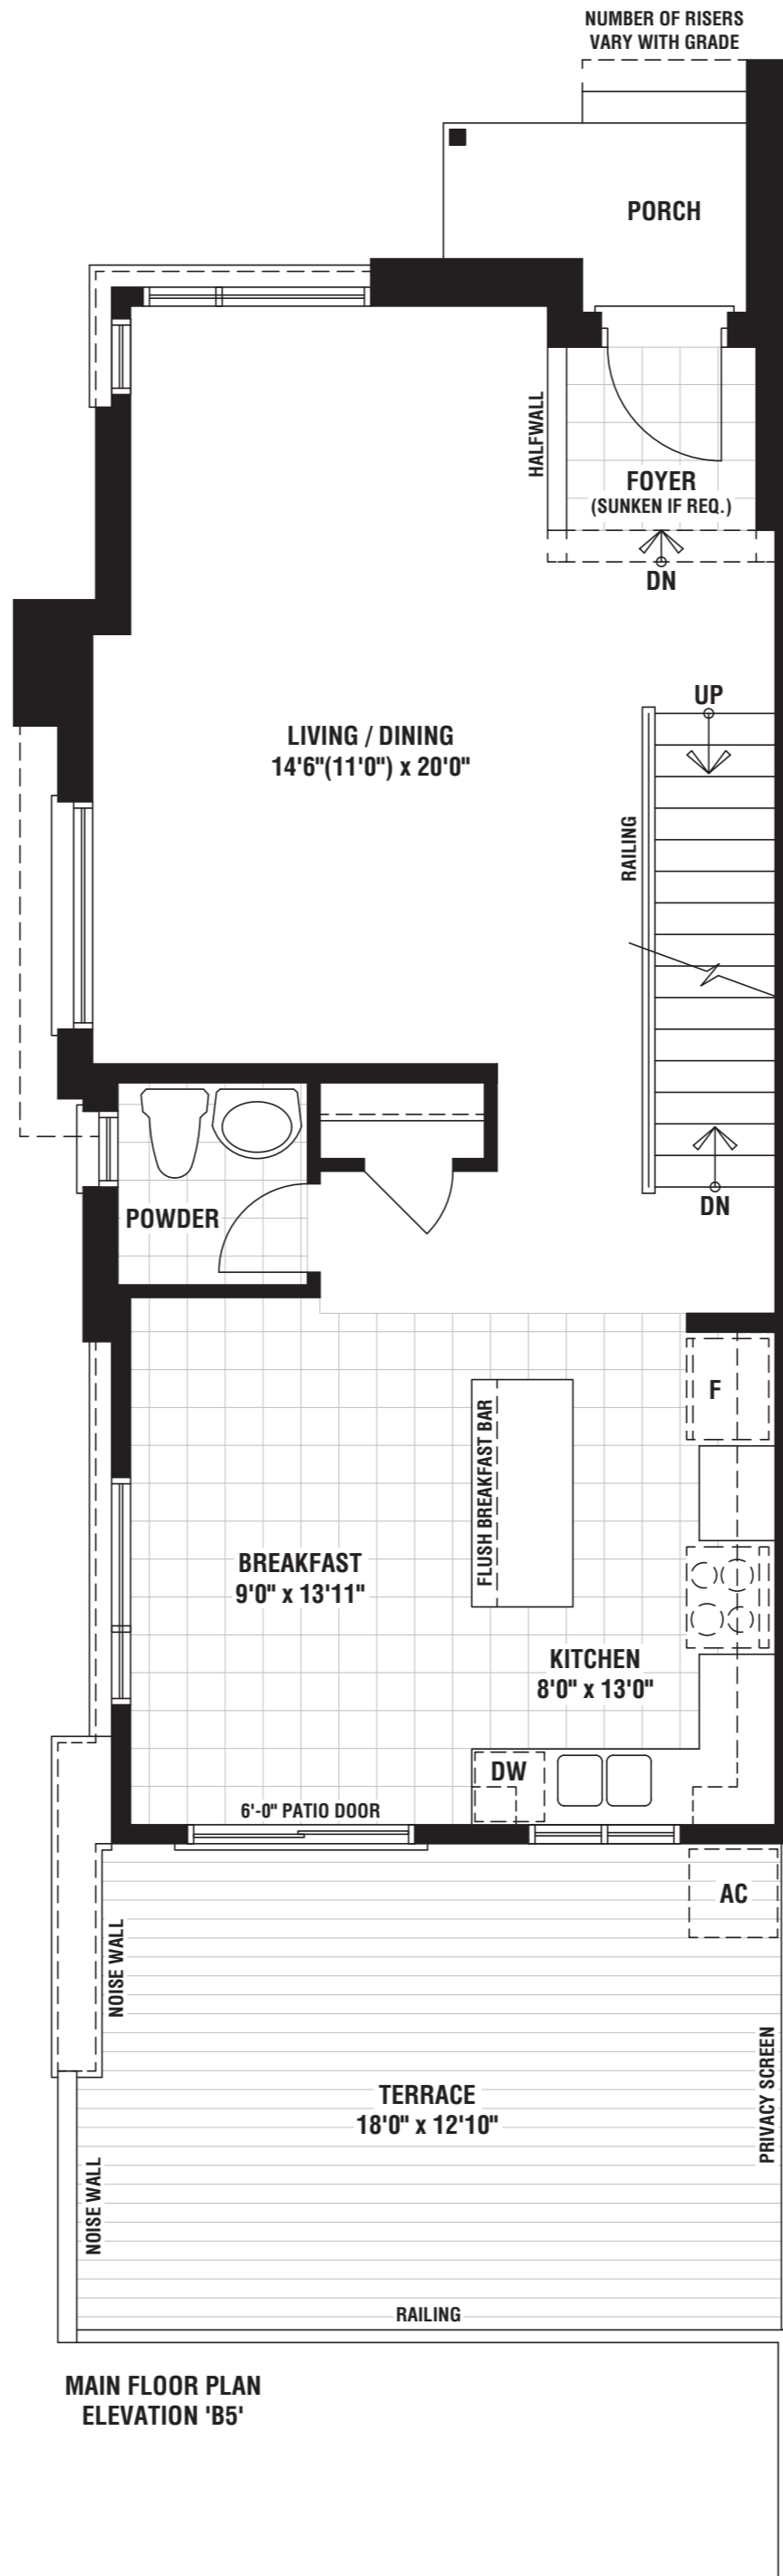 NUMBER OF RISERS
VARY WITH GRADE
PORCH
HALFWALL
FOYER
(SUNKEN IF REQ.)
DN
UP
LIVING / DINING
14'6"(11'0") x 20'0"
RAILING
DN
POWDER
F
FLUSH BREAKFAST BAR
BREAKFAST
9'0" x 13'11"
KITCHEN
8'0" x 13'0"
DW
6'-0" PATIO DOOR
AC
NOISE WALL
PRIVACY SCREEN
TERRACE
18'0" x 12'10"
NOISE WALL
RAILING
MAIN FLOOR PLAN
ELEVATION 'B5'